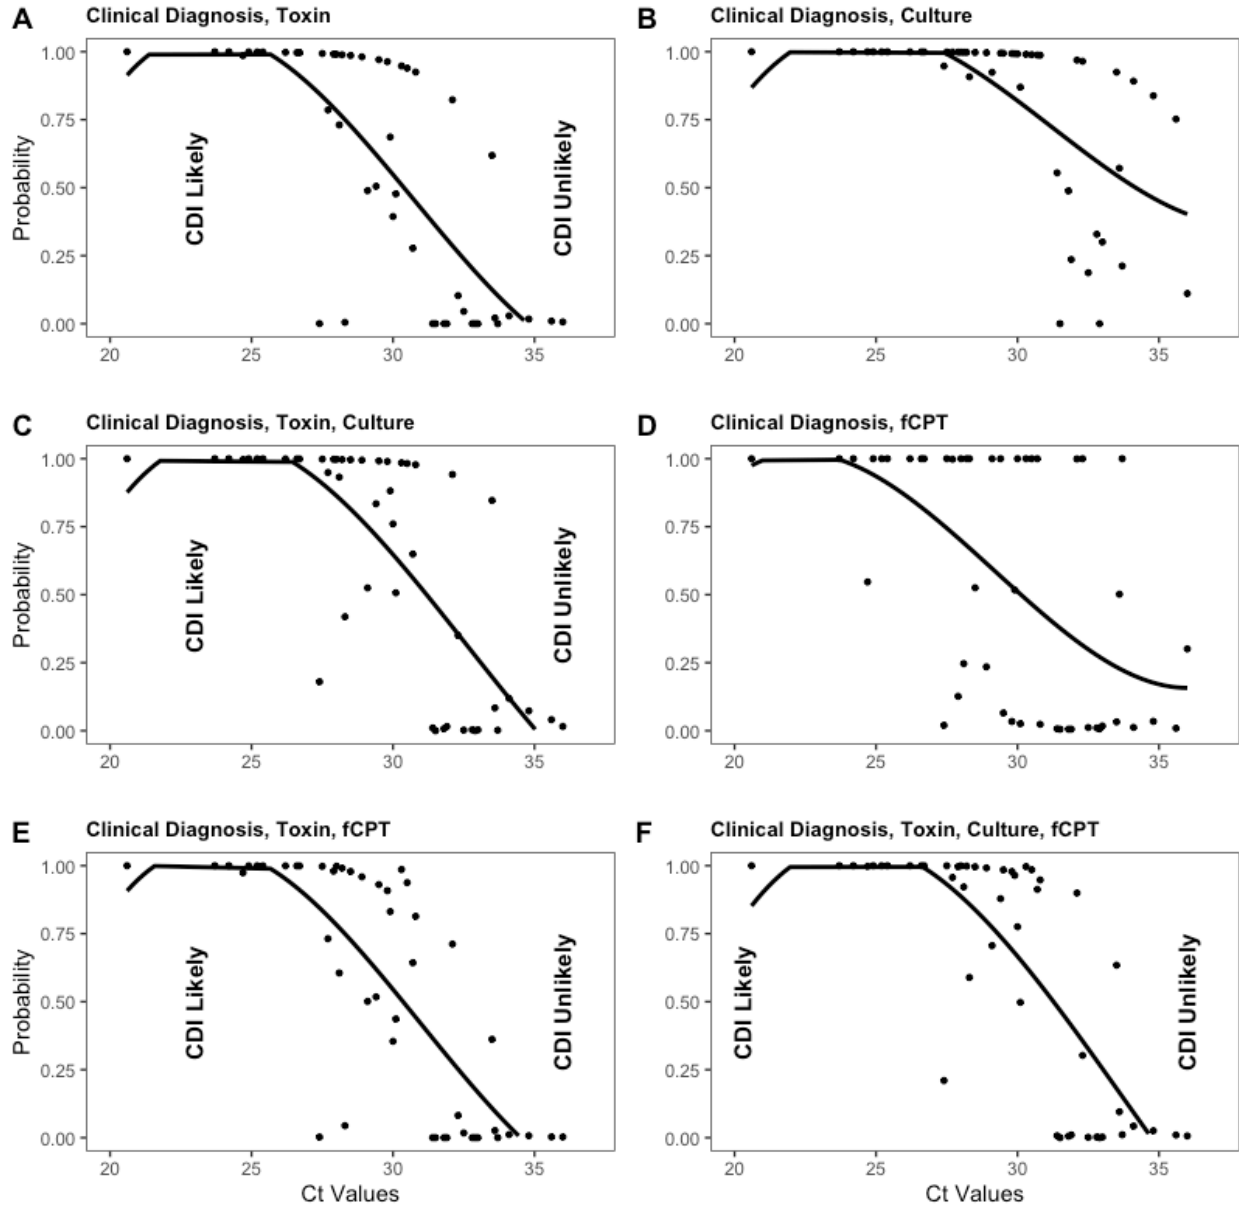 A Clinical Diagnosis, Toxin
B Clinical Diagnosis, Culture
1.00
0.75
0.50
0.25
0.00
Probability
CDI Likely
CDI Unlikely
20 25 30 35
1.00
0.75
0.50
0.25
0.00
20 25 30 35
C Clinical Diagnosis, Toxin, Culture
D Clinical Diagnosis, fCPT
1.00
0.75
0.50
0.25
0.00
Probability
CDI Likely
CDI Unlikely
20 25 30 35
1.00
0.75
0.50
0.25
0.00
20 25 30 35
E Clinical Diagnosis, Toxin, fCPT
F Clinical Diagnosis, Toxin, Culture, fCPT
1.00
0.75
0.50
0.25
0.00
Probability
CDI Likely
CDI Unlikely
20 25 30 35
Ct Values
1.00
0.75
0.50
0.25
0.00
CDI Likely
CDI Unlikely
20 25 30 35
Ct Values